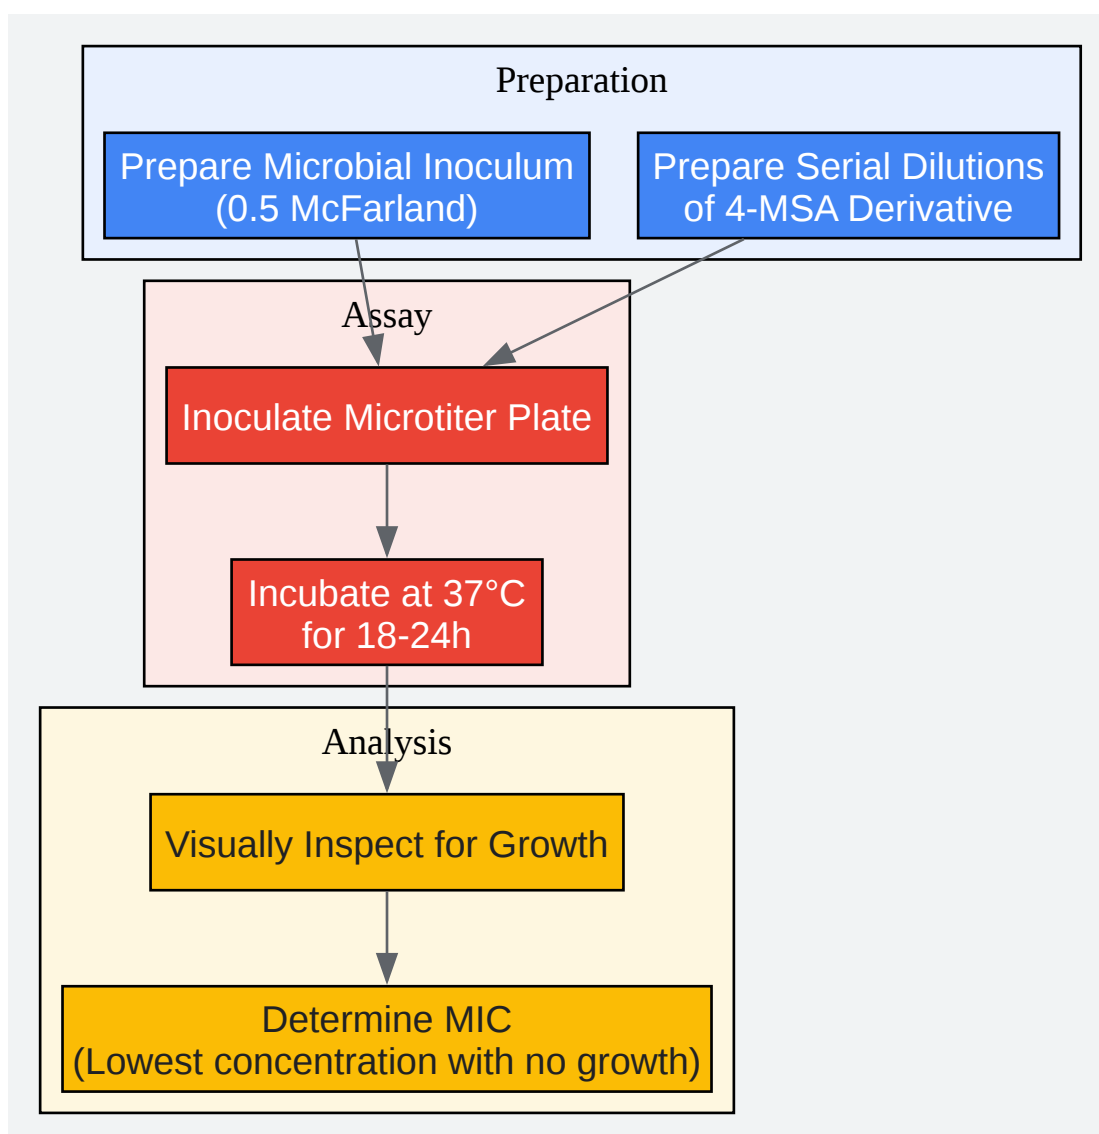 Preparation
Prepare Microbial Inoculum
(0.5 McFarland)
Prepare Serial Dilutions
of 4-MSA Derivative
Assay
Inoculate Microtiter Plate
Incubate at 37°C
for 18-24h
Analysis
Visually Inspect for Growth
Determine MIC
(Lowest concentration with no growth)